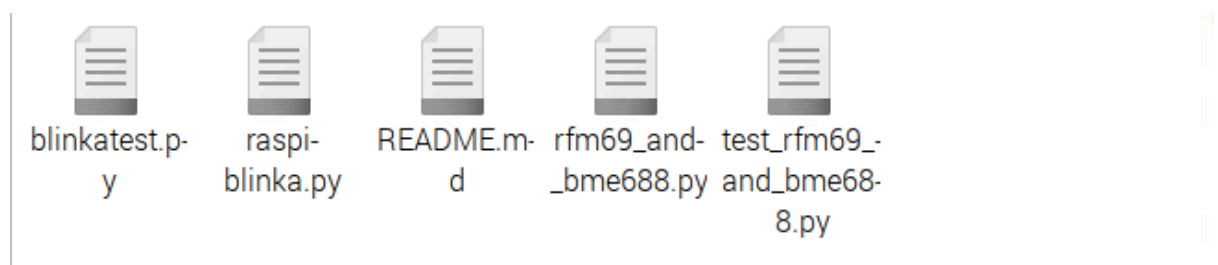 blinkatest.p-
y
raspi-
blinka.py
README.m-
d
rfm69_and-
_bme688.py
test_rfm69_-
and_bme68-
8.py